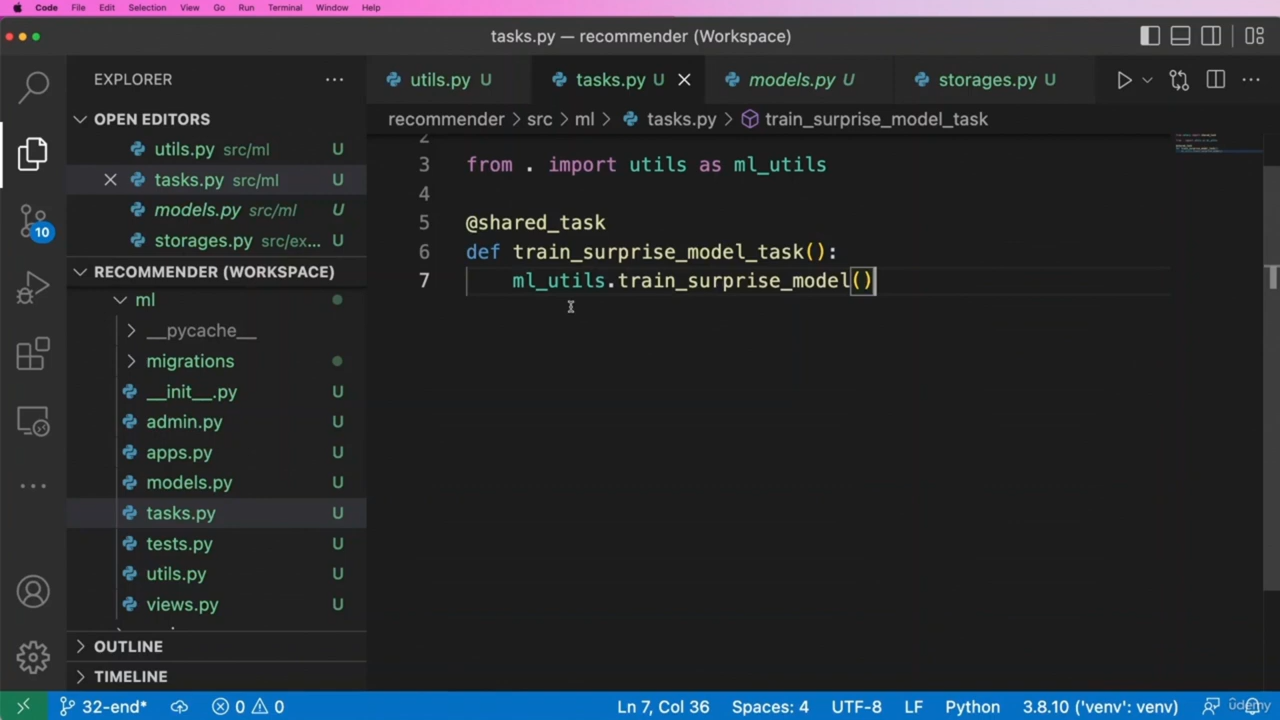 Code File Edit Selection View Go Run Terminal Window Help
tasks.py — recommender (Workspace)
EXPLORER
utils.py U
tasks.py U
models.py U
storages.py U
recommender > src > ml > tasks.py > train_surprise_model_task
OPEN EDITORS
utils.py src/ml U
tasks.py src/ml U
models.py src/ml U
storages.py src/ex... U
10
RECOMMENDER (WORKSPACE)
ml
__pycache__
migrations
__init__.py U
admin.py U
apps.py U
models.py U
tasks.py U
tests.py U
utils.py U
views.py U
OUTLINE
TIMELINE
2
3 from . import utils as ml_utils
4
5 @shared_task
6 def train_surprise_model_task():
7 ml_utils.train_surprise_model()
32-end* 0 0 Ln 7, Col 36 Spaces: 4 UTF-8 LF Python 3.8.10 ('venv': venv)
udemy